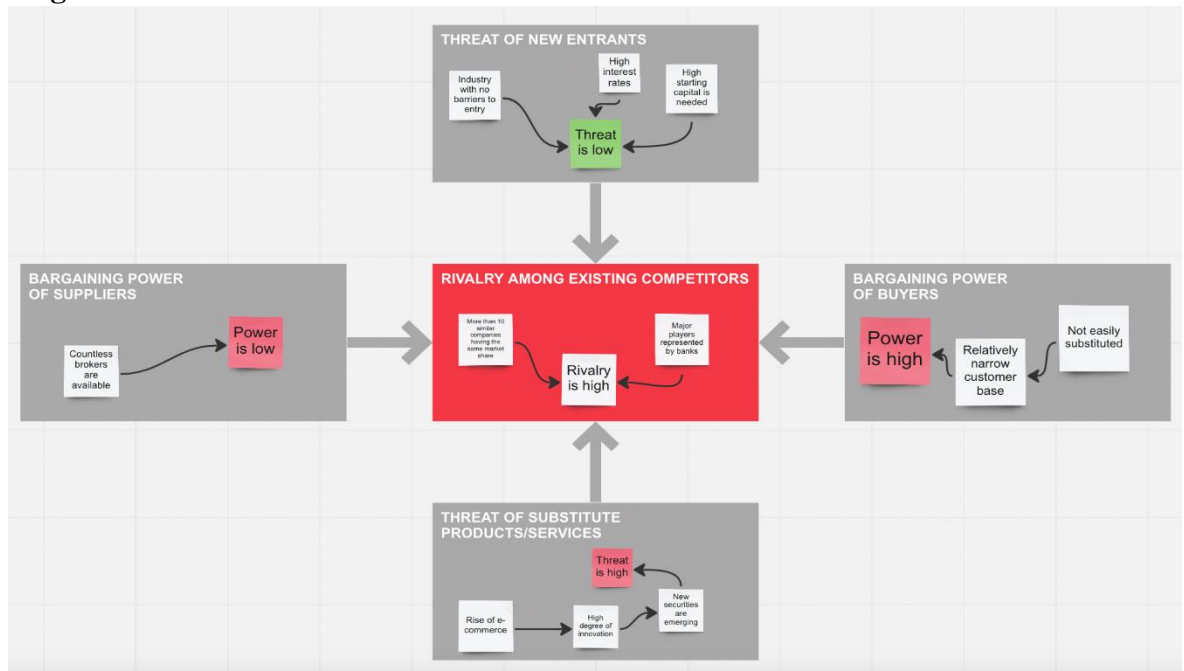 THREAT OF NEW ENTRANTS
Industry
with no
barriers to
entry
High
interest
rates
High
starting
capital is
needed
Threat
is low
BARGAINING POWER
OF SUPPLIERS
Countless
brokers
are
available
Power
is low
RIVALRY AMONG EXISTING COMPETITORS
More than 10
similar
companies
having the
same market
share
Major
players
represented
by banks
Rivalry
is high
BARGAINING POWER
OF BUYERS
Power
is high
Relatively
narrow
customer
base
Not easily
substituted
THREAT OF SUBSTITUTE
PRODUCTS/SERVICES
Threat
is high
Rise of e-
commerce
High
degree of
innovation
New
securities
are
emerging